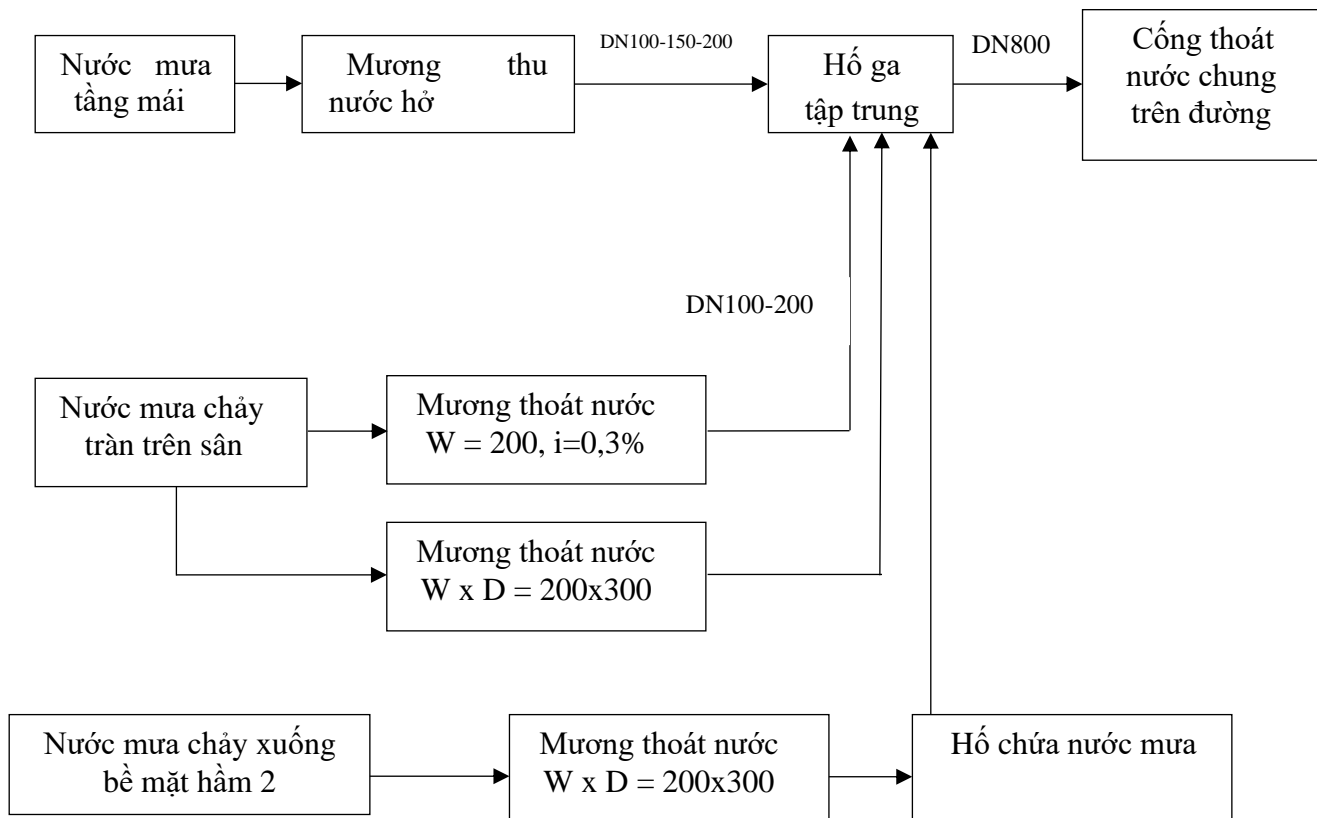 Nước mưa
tầng mái
Mương thu
nước hở
DN100-150-200
Hố ga
tập trung
DN800
Cống thoát
nước chung
trên đường
DN100-200
Nước mưa chảy
tràn trên sân
Mương thoát nước
W = 200, i=0,3%
Mương thoát nước
W x D = 200x300
Nước mưa chảy xuống
bề mặt hầm 2
Mương thoát nước
W x D = 200x300
Hố chứa nước mưa